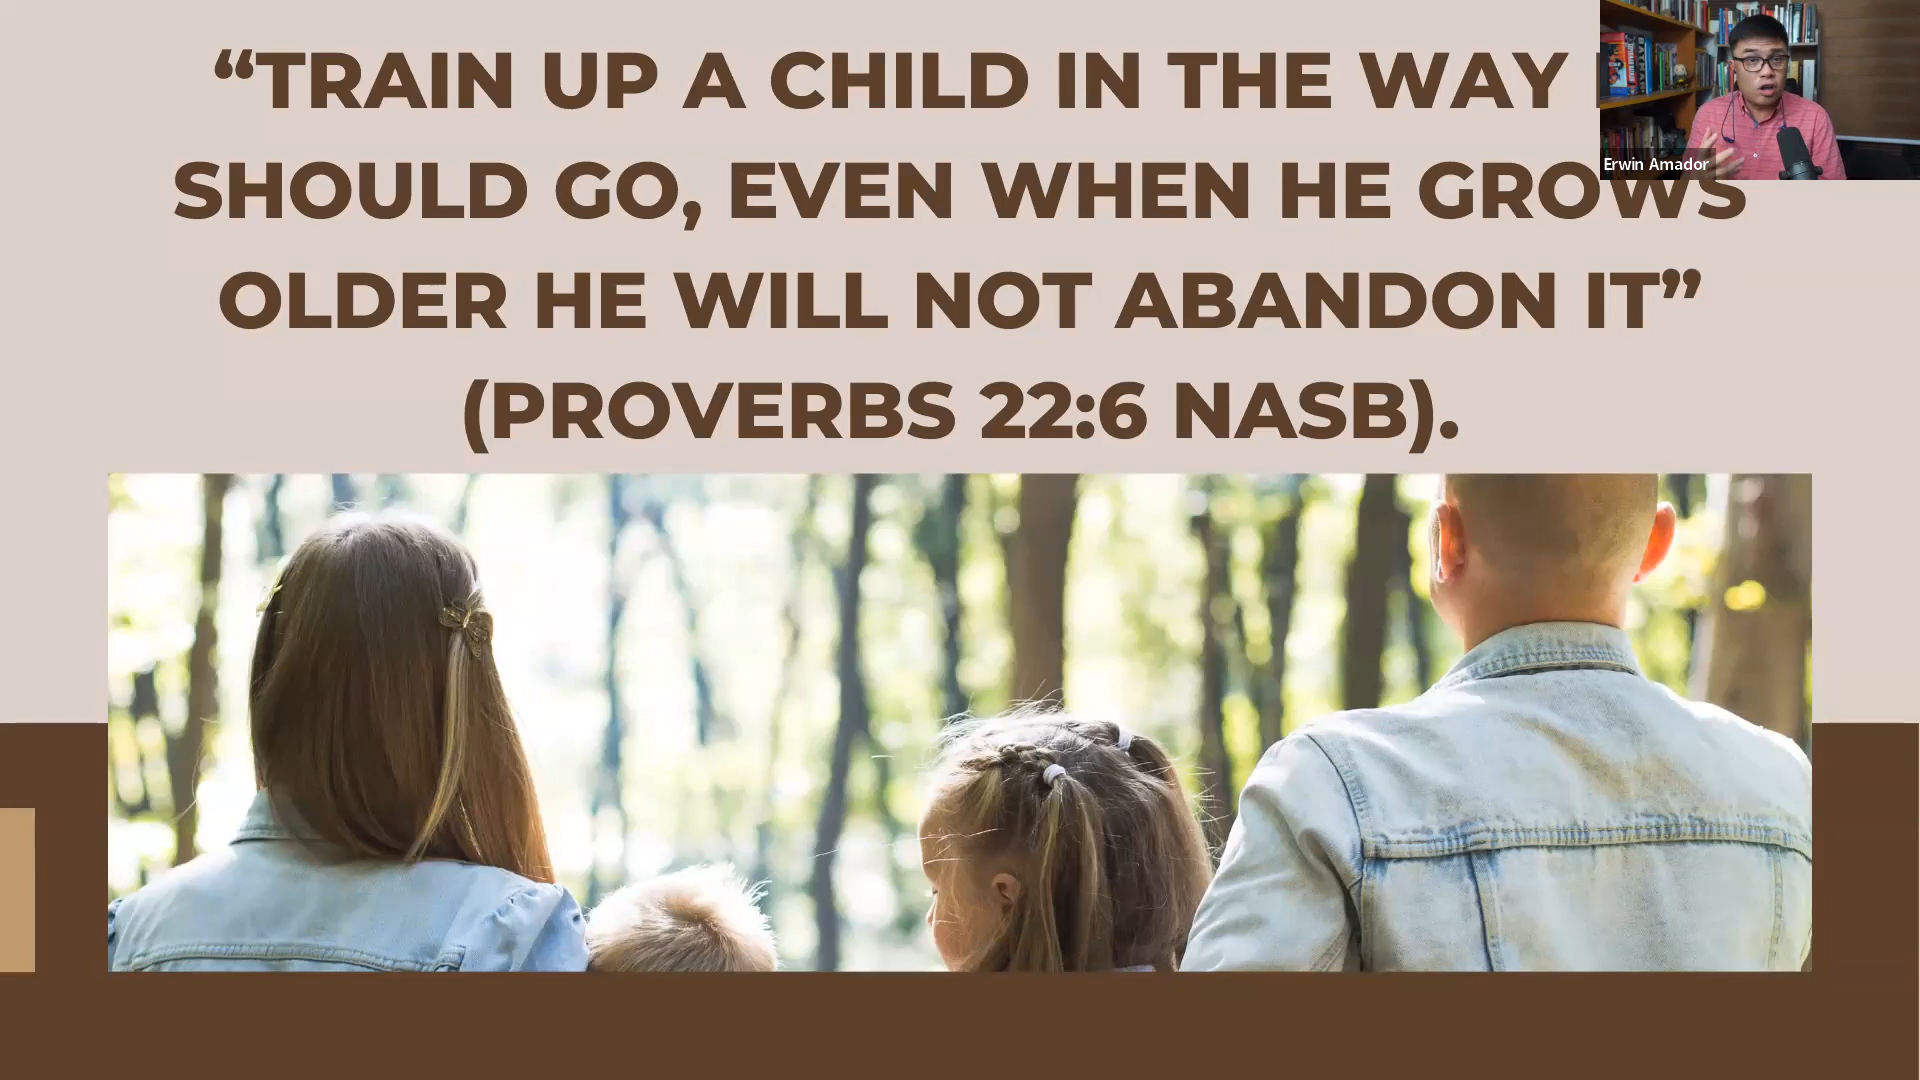 “TRAIN UP A CHILD IN THE WAY
SHOULD GO, EVEN WHEN HE GROWS
OLDER HE WILL NOT ABANDON IT”
(PROVERBS 22:6 NASB).
Erwin Amador